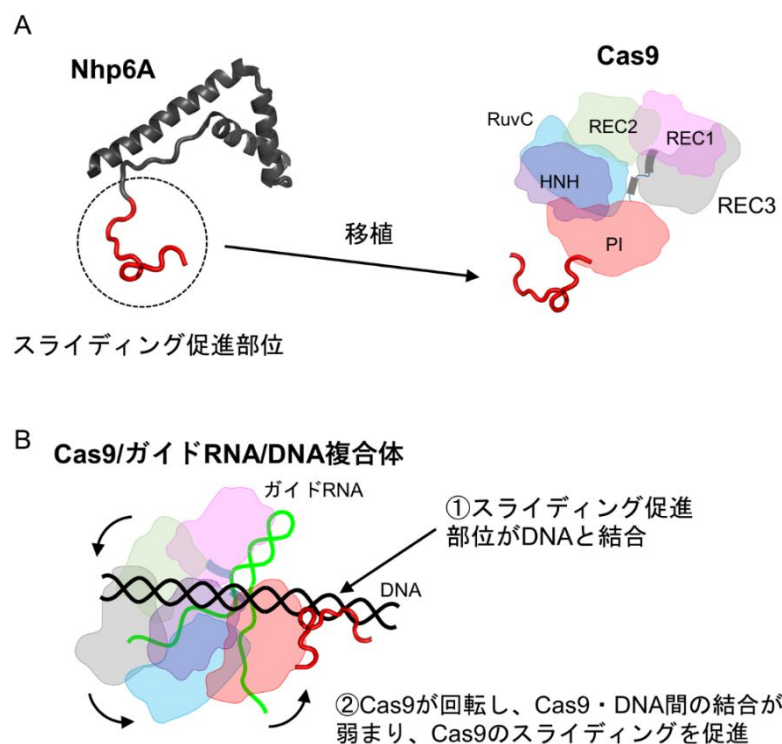 A
Nhp6A
スライディング促進部位
移植
Cas9
RuvC
REC2
REC1
HNH
REC3
PI
B
Cas9/ガイドRNA/DNA複合体
ガイドRNA
①スライディング促進
部位がDNAと結合
DNA
②Cas9が回転し、Cas9・DNA間の結合が
弱まり、Cas9のスライディングを促進